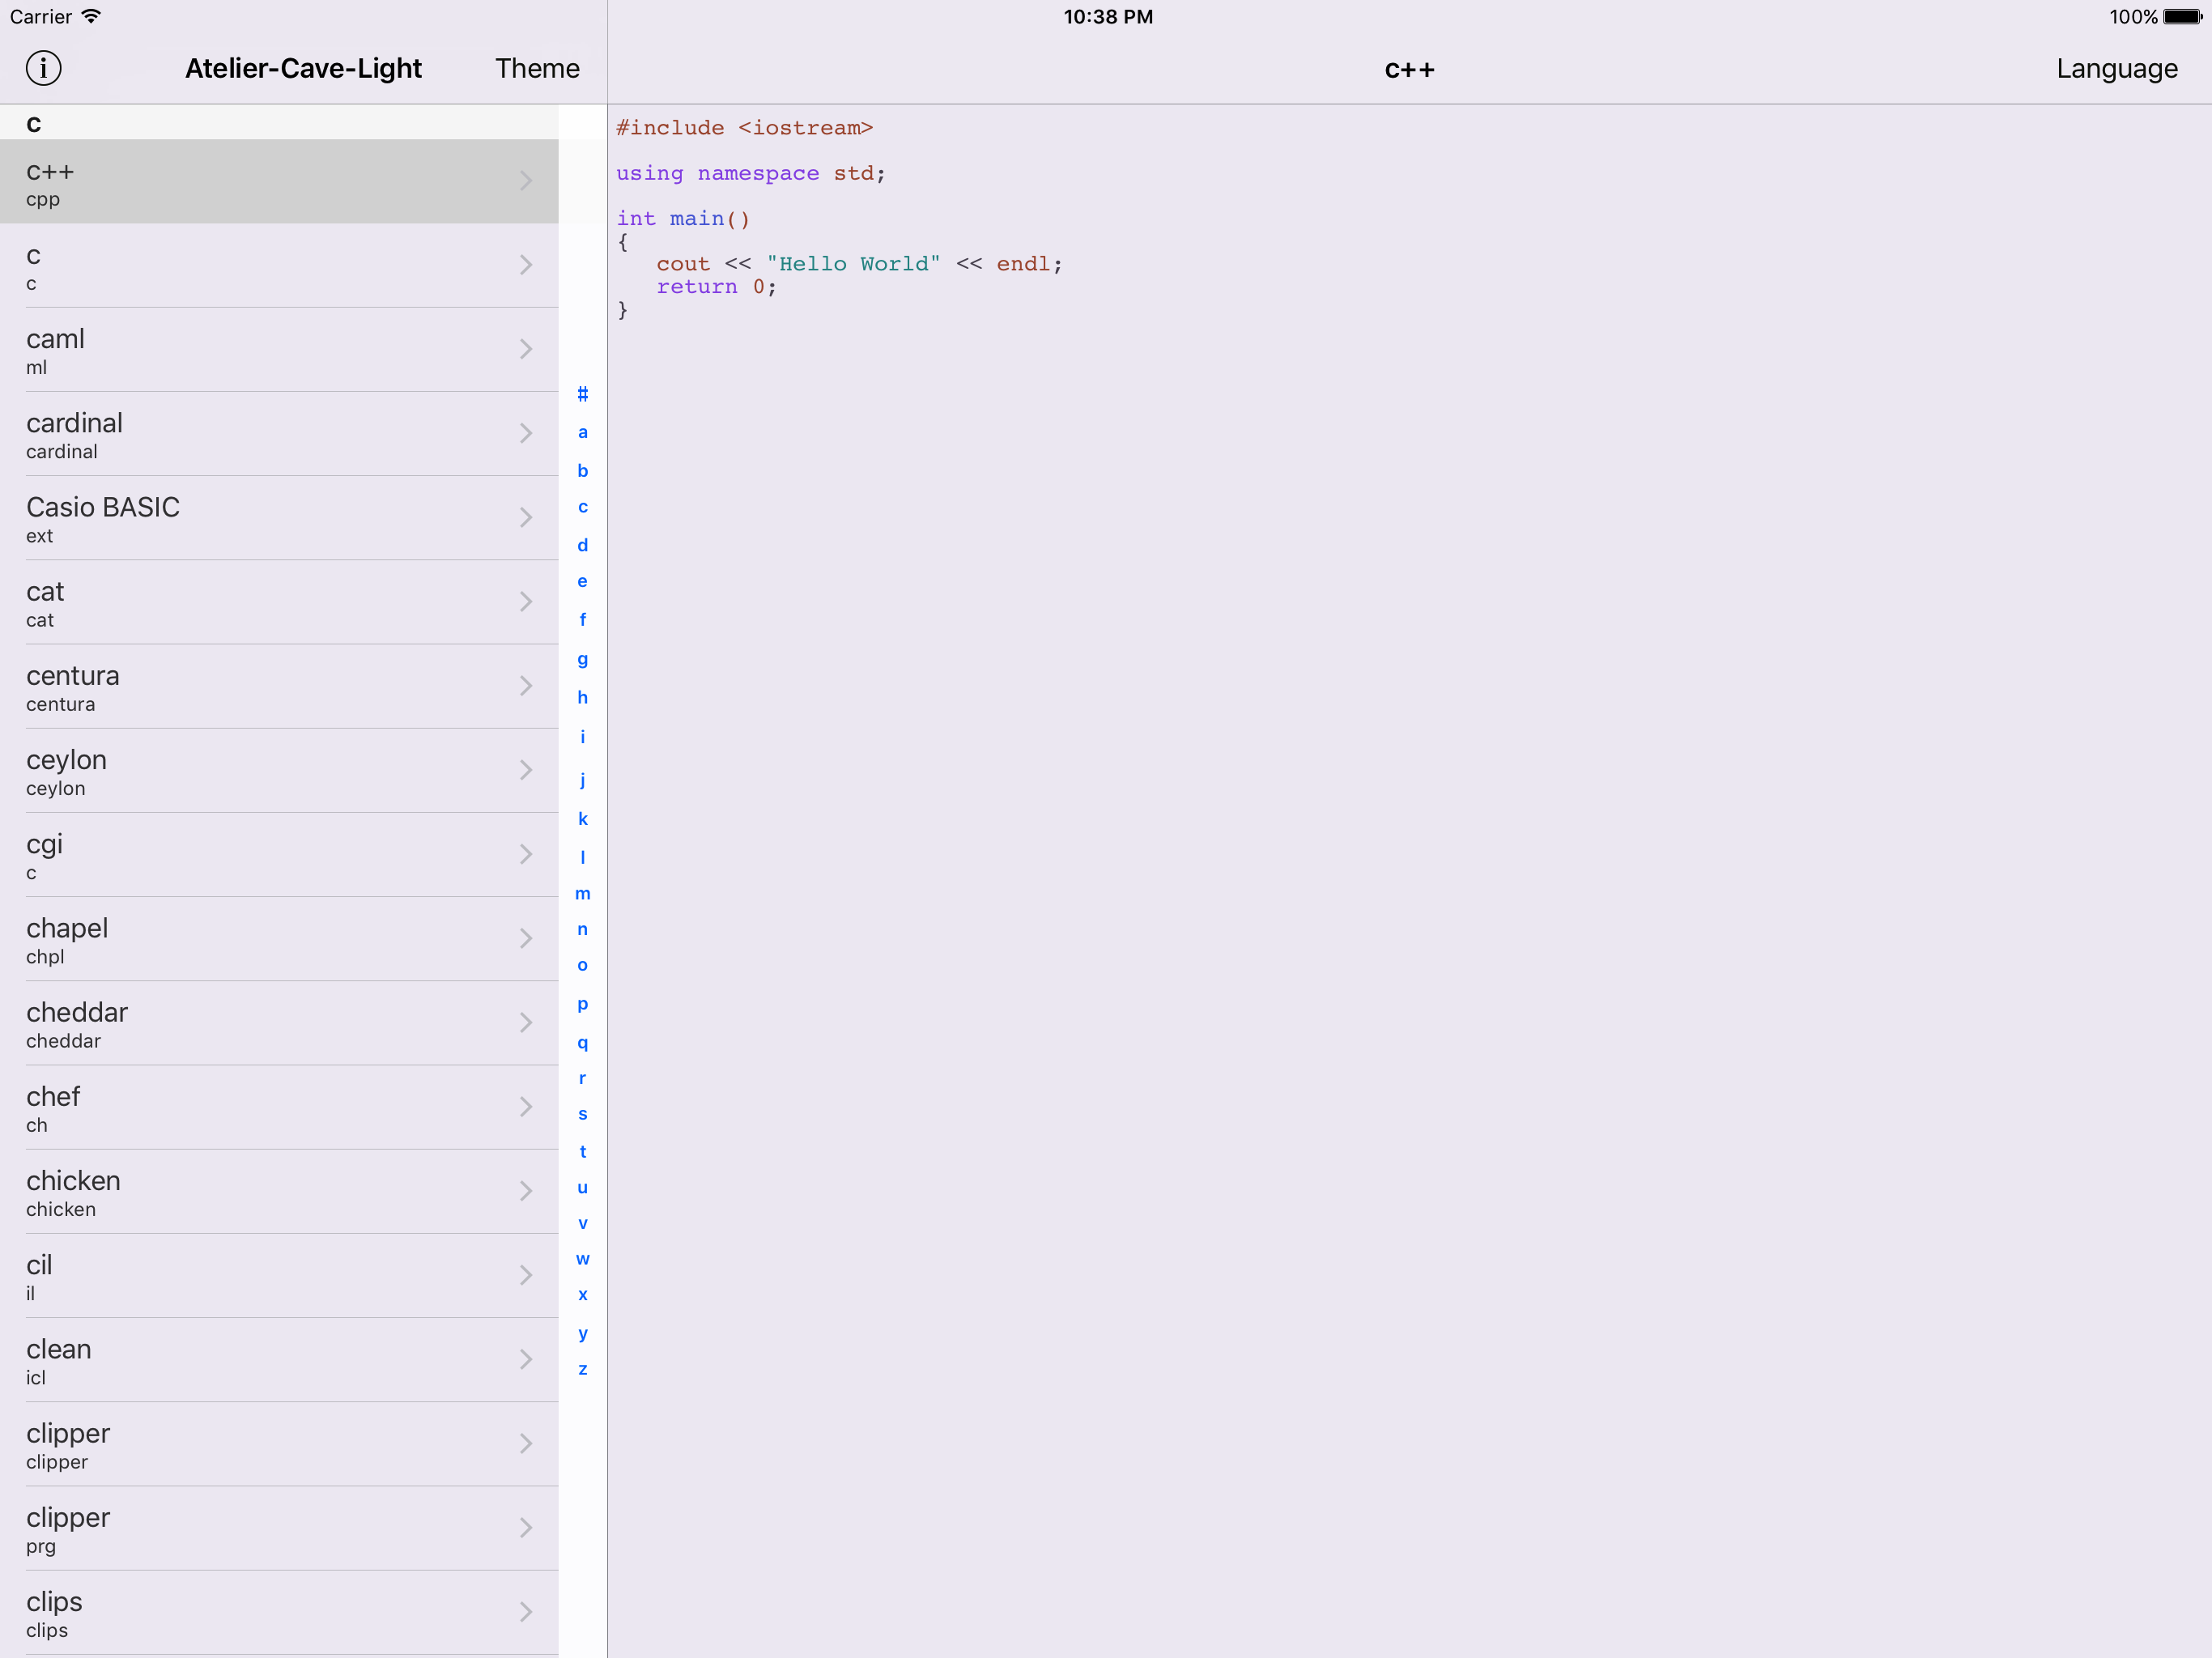 Carrier
10:38 PM
100%
i
Atelier-Cave-Light
Theme
c++
Language
c
c++
cpp
c
c
caml
ml
cardinal
cardinal
Casio BASIC
ext
cat
cat
centura
centura
ceylon
ceylon
cgi
c
chapel
chpl
cheddar
cheddar
chef
ch
chicken
chicken
cil
il
clean
icl
clipper
clipper
clipper
prg
clips
clips
#
a
b
c
d
e
f
g
h
i
j
k
l
m
n
o
p
q
r
s
t
u
v
w
x
y
z
#include <iostream>
using namespace std;
int main()
{
   cout << "Hello World" << endl;
   return 0;
}